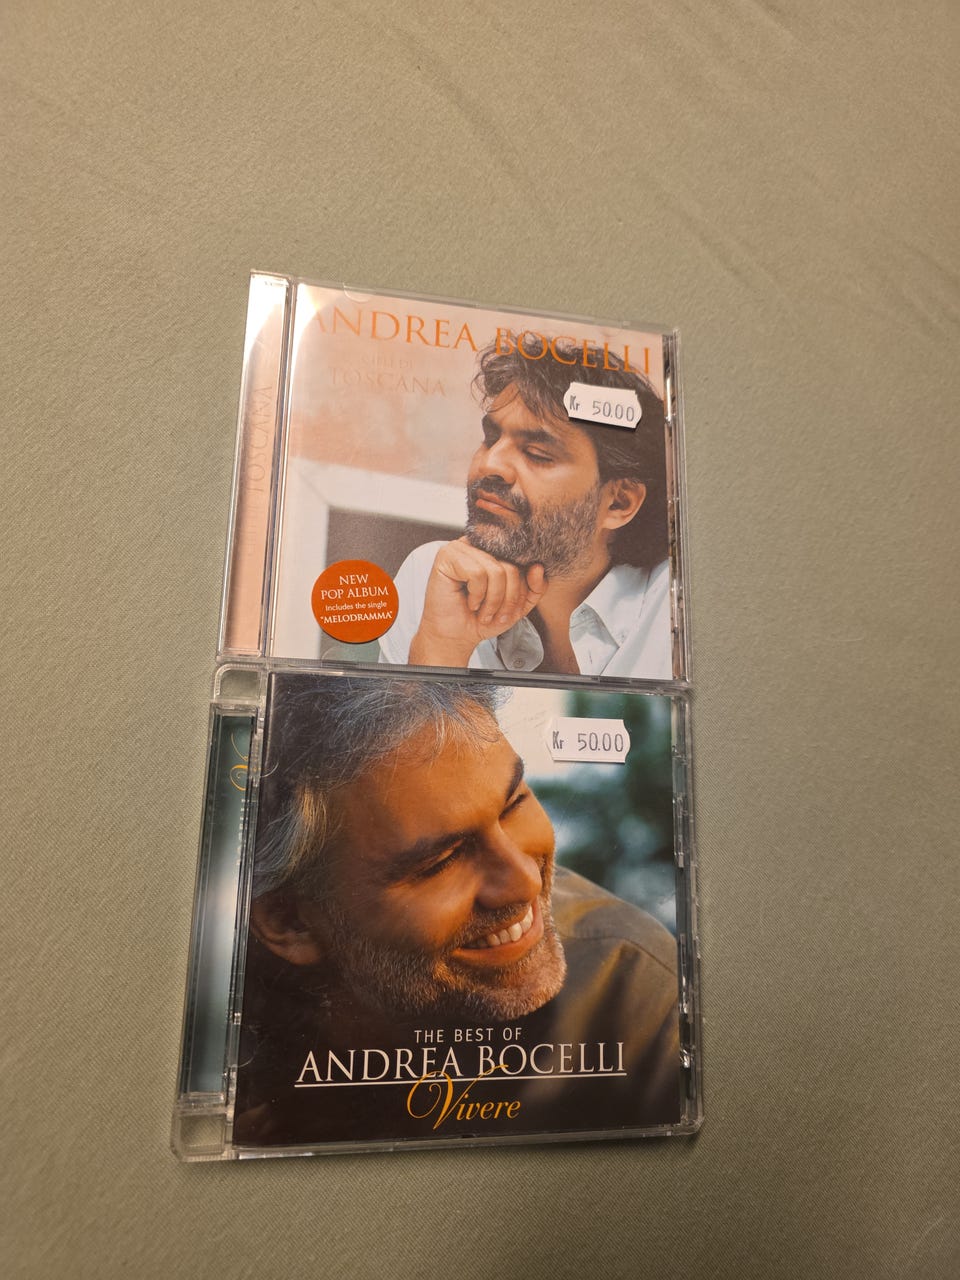 ANDREA BOCELLI
CIELI DI
TOSCANA
Kr 50.00
TOSCANA
NEW
POP ALBUM
includes the single
"MELODRAMMA"
Kr 50.00
THE BEST OF
ANDREA BOCELLI
Vivere